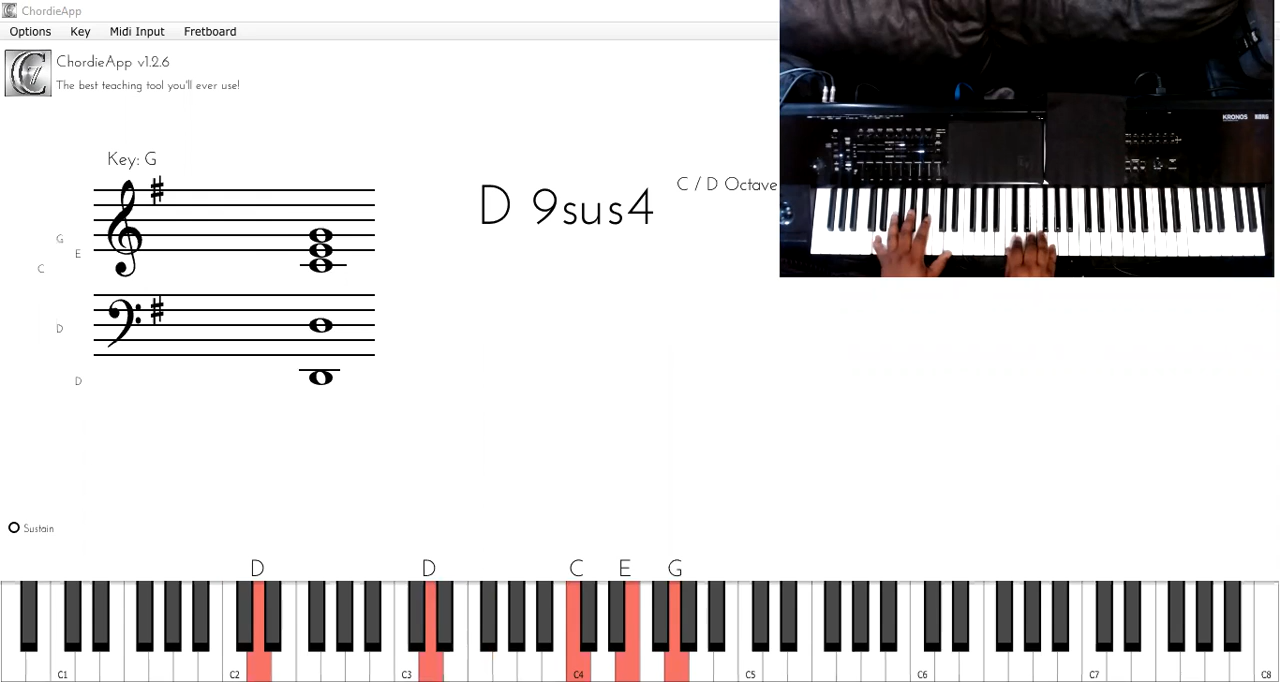 ChordieApp
Options Key Midi Input Fretboard
ChordieApp v1.2.6
The best teaching tool you'll ever use!
Key: G
D 9sus4
C / D Octave
G
E
C
D
D
Sustain
D D C E G
C1 C2 C3 C4 C5 C6 C7 C8
KRONOS KORG